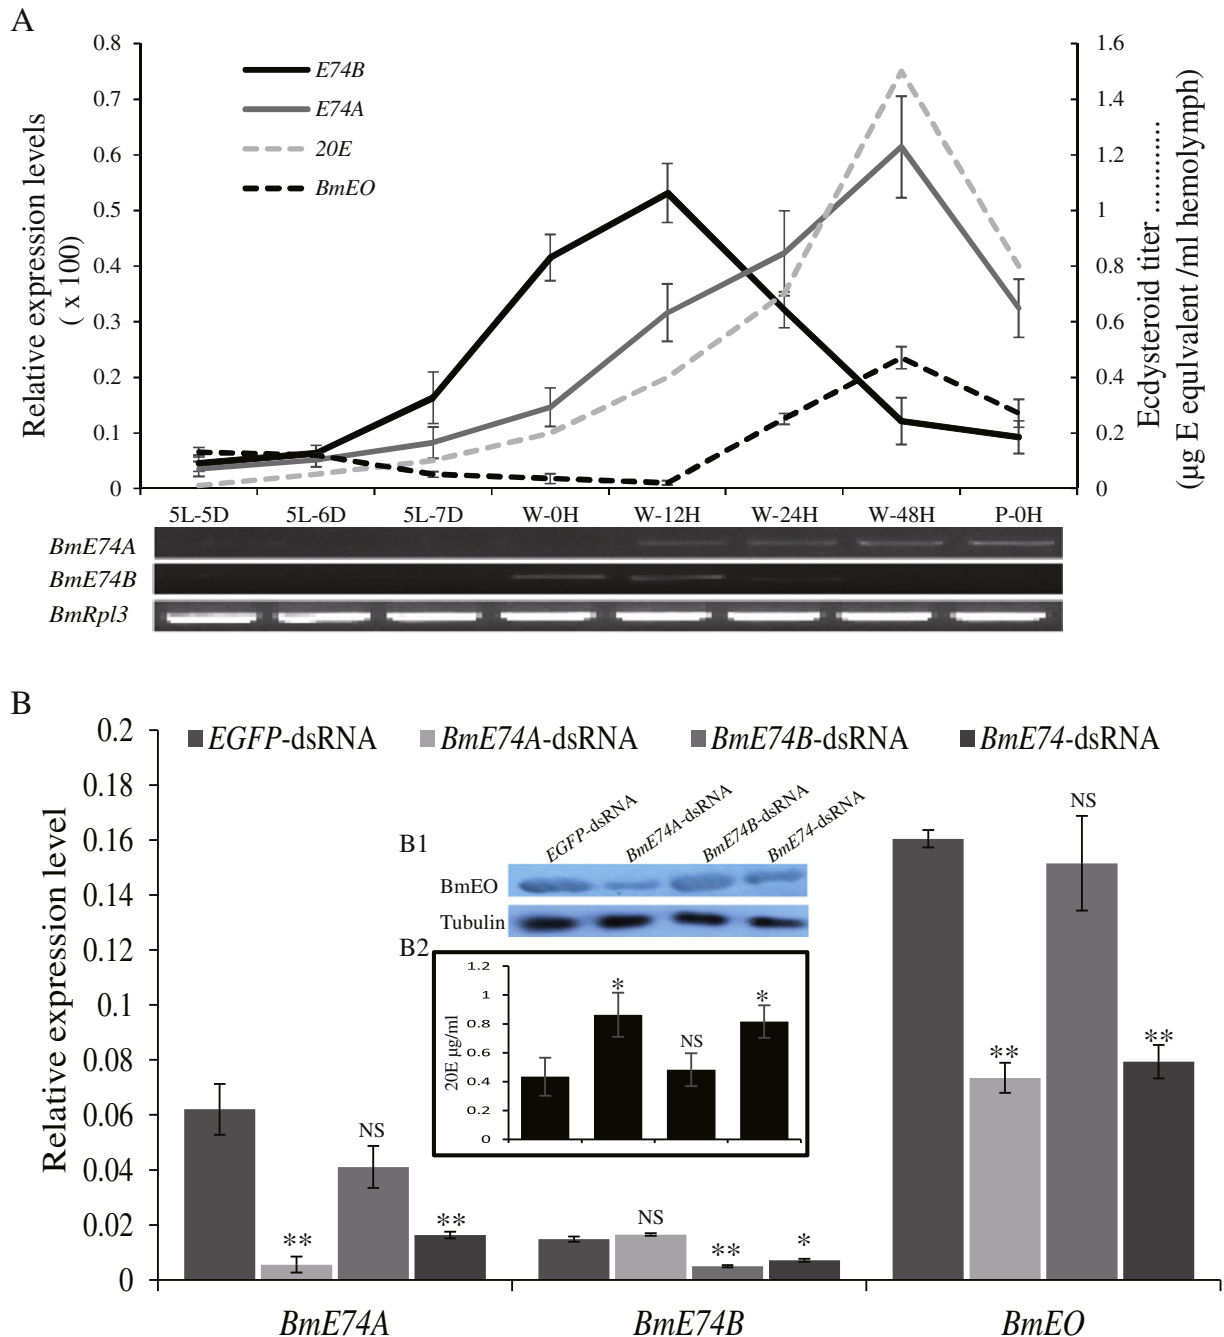 A
0.8
0.7
0.6
0.5
0.4
0.3
0.2
0.1
0
Relative expression levels
( x 100)
E74B
E74A
20E
BmEO
1.6
1.4
1.2
1
0.8
0.6
0.4
0.2
0
Ecdysteroid titer ............
(µg E equlvalent /ml hemolymph)
5L-5D 5L-6D 5L-7D W-0H W-12H W-24H W-48H P-0H
BmE74A
BmE74B
BmRpl3
B
0.2
0.18
0.16
0.14
0.12
0.1
0.08
0.06
0.04
0.02
0
Relative expression level
EGFP-dsRNA BmE74A-dsRNA BmE74B-dsRNA BmE74-dsRNA
B1
EGFP-dsRNA BmE74A-dsRNA BmE74B-dsRNA BmE74-dsRNA
BmEO
Tubulin
B2
1.2
1
0.8
0.6
0.4
0.2
0
20E µg/ml
* NS *
** NS **
NS ** *
** NS **
BmE74A BmE74B BmEO